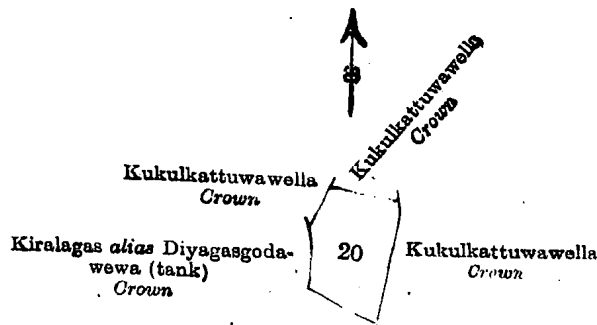 Kukulkattuwawella
Crown
Kukulkattuwawella
Crown
Kiralagas alias Diyagasgoda-
wewa (tank)
Crown
20
Kukulkattuwawella
Crown